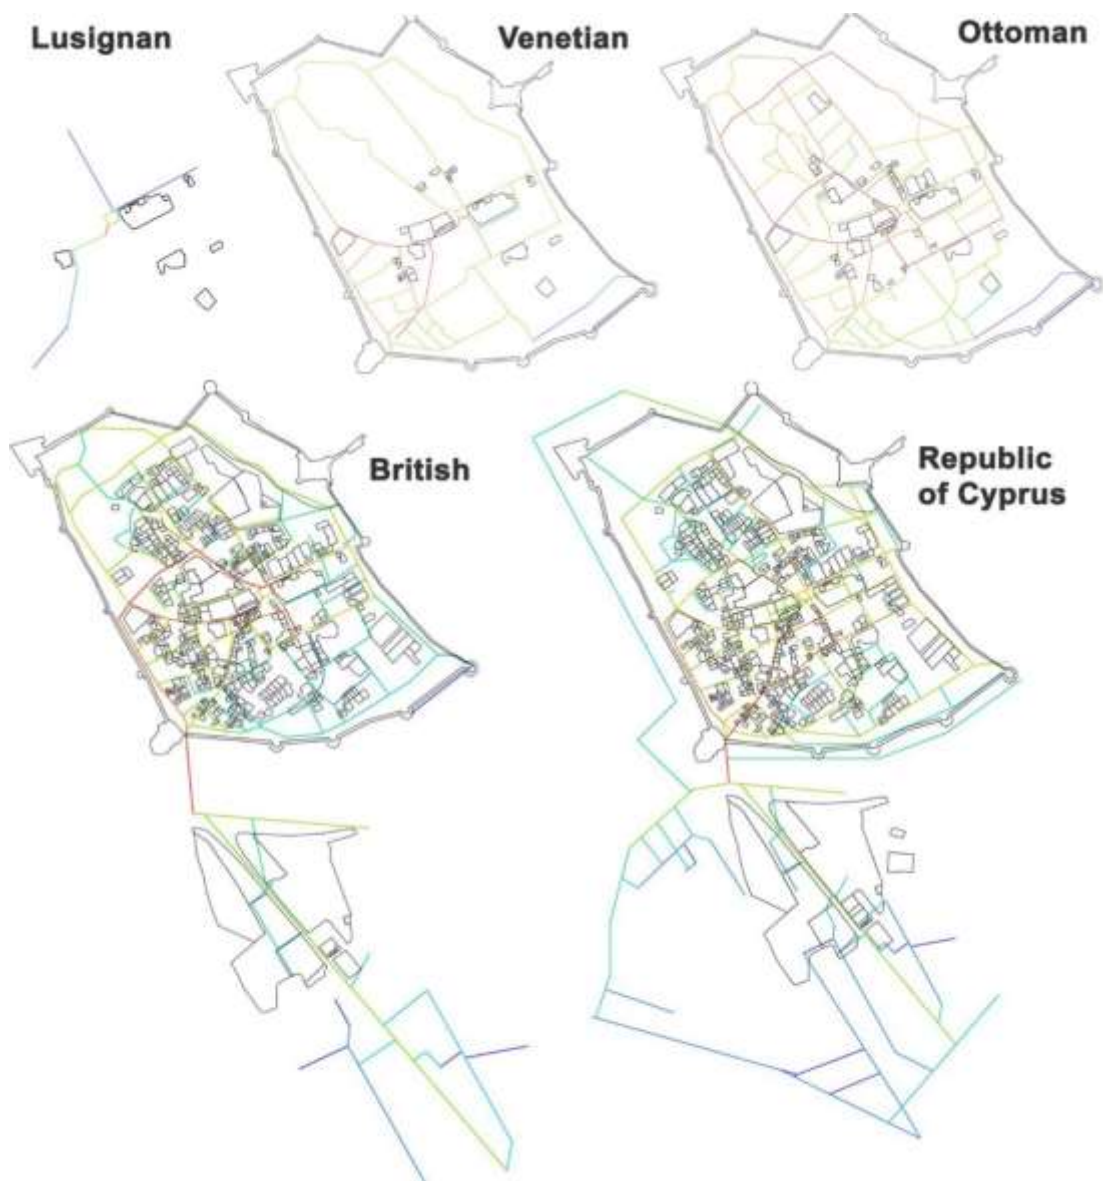 Lusignan
Venetian
Ottoman
British
Republic
of Cyprus